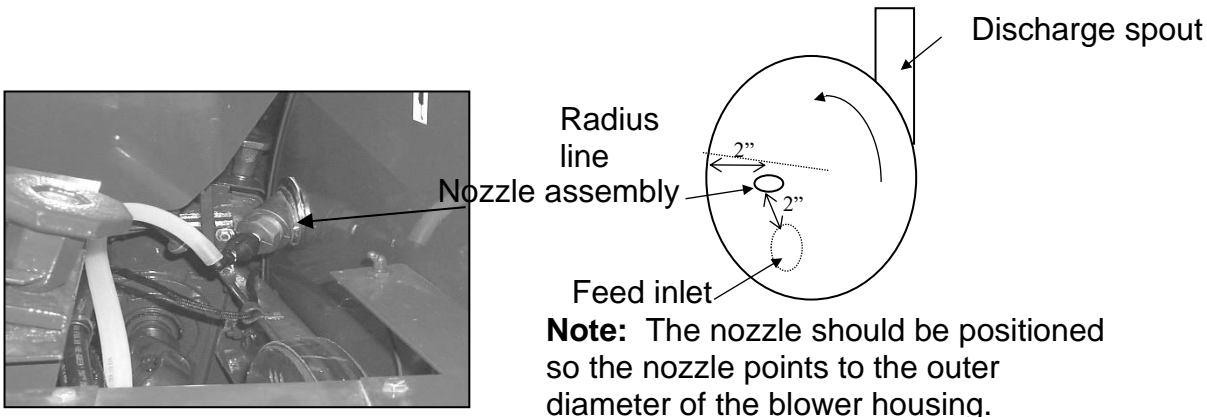 Discharge spout
Radius
line
2”
Nozzle assembly
2”
Feed inlet
Note: The nozzle should be positioned
so the nozzle points to the outer
diameter of the blower housing.